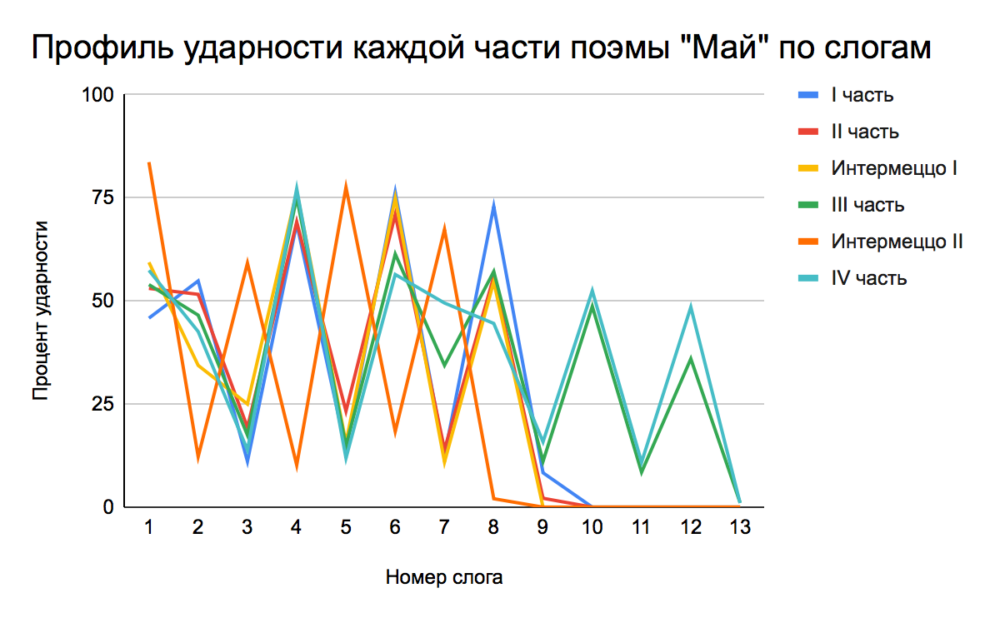 Профиль ударности каждой части поэмы "Май" по слогам
100
75
50
25
0
Процент ударности
1 2 3 4 5 6 7 8 9 10 11 12 13
Номер слога
I часть
II часть
Интермеццо I
III часть
Интермеццо II
IV часть